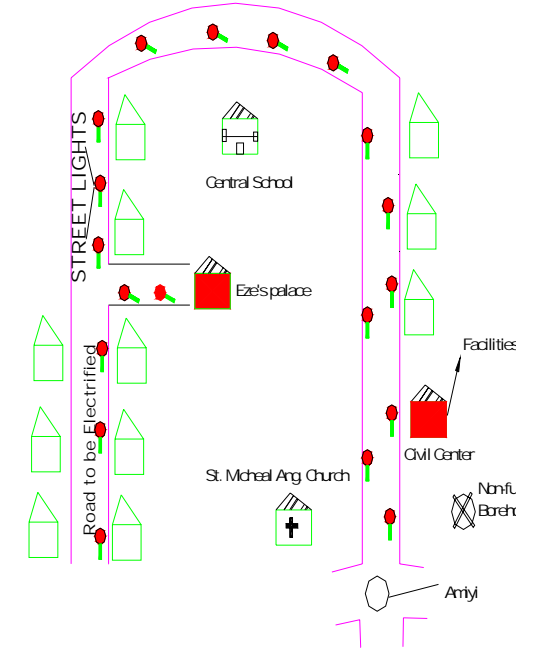 STREET LIGHTS
Central School
Eze's palace
Road to be Electrified
Facilities
Civil Center
St. Micheal Ang. Church
Amiyi